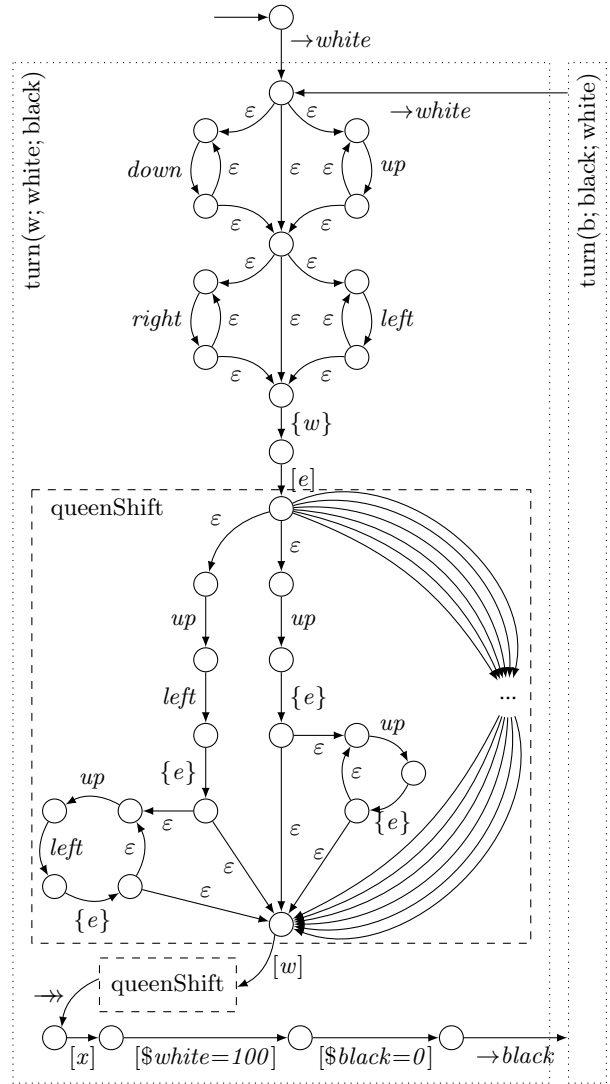 →white
turn(w; white; black)
→white
turn(b; black; white)
ε ε
down ε ε ε up
ε ε
ε ε
right ε ε ε left
ε ε
{w}
[e]
queenShift
ε ε
up up
left {e}
...
up
ε
{e} ε
up ε {e}
left ε ε ε ε
{e} ε
[w]
queenShift
↠
[x] [$white=100] [$black=0] →black